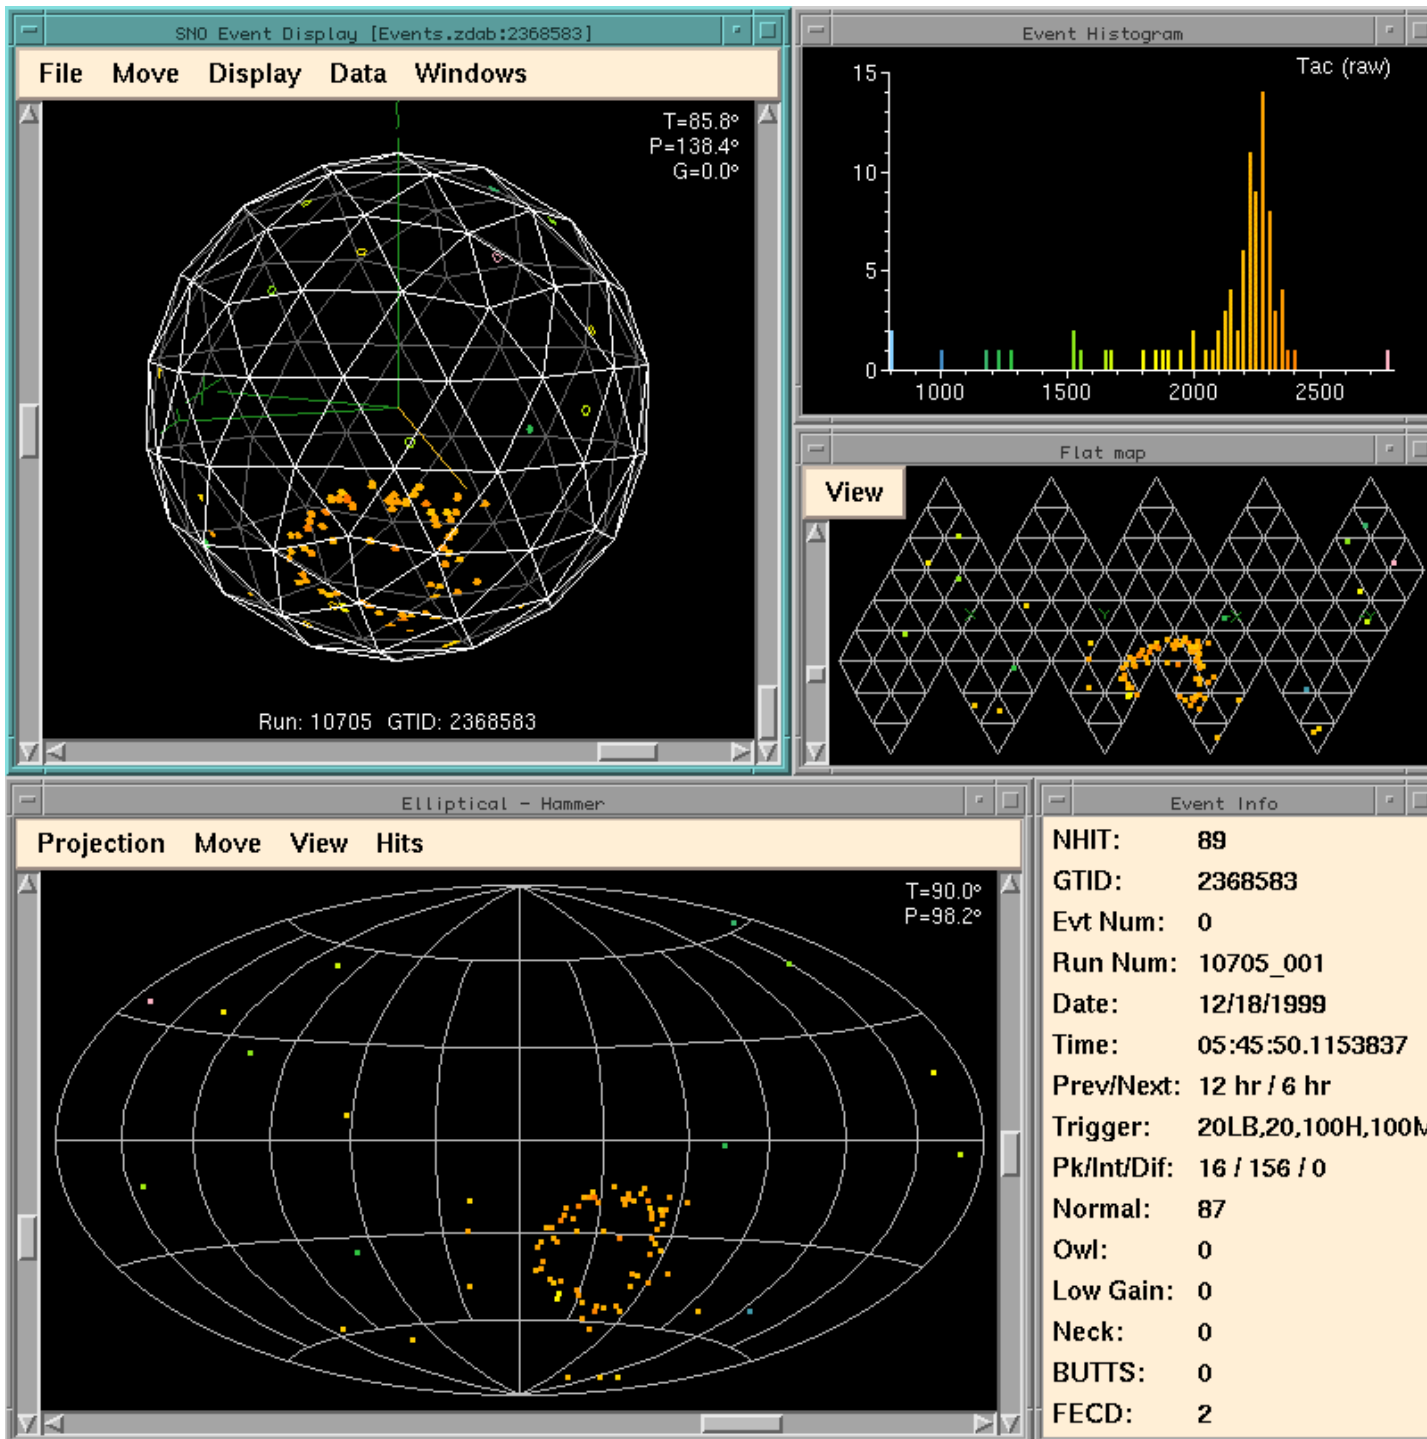 SNO Event Display [Events.zdab:2368583]
File Move Display Data Windows
T=85.8°
P=138.4°
G=0.0°
Run: 10705 GTID: 2368583
Event Histogram
Tac (raw)
15
10
5
0
1000 1500 2000 2500
Flat map
View
X Y X Y
Elliptical - Hammer
Projection Move View Hits
T=90.0°
P=98.2°
Event Info
NHIT: 89
GTID: 2368583
Evt Num: 0
Run Num: 10705_001
Date: 12/18/1999
Time: 05:45:50.1153837
Prev/Next: 12 hr / 6 hr
Trigger: 20LB,20,100H,100M
Pk/Int/Dif: 16 / 156 / 0
Normal: 87
Owl: 0
Low Gain: 0
Neck: 0
BUTTS: 0
FECD: 2